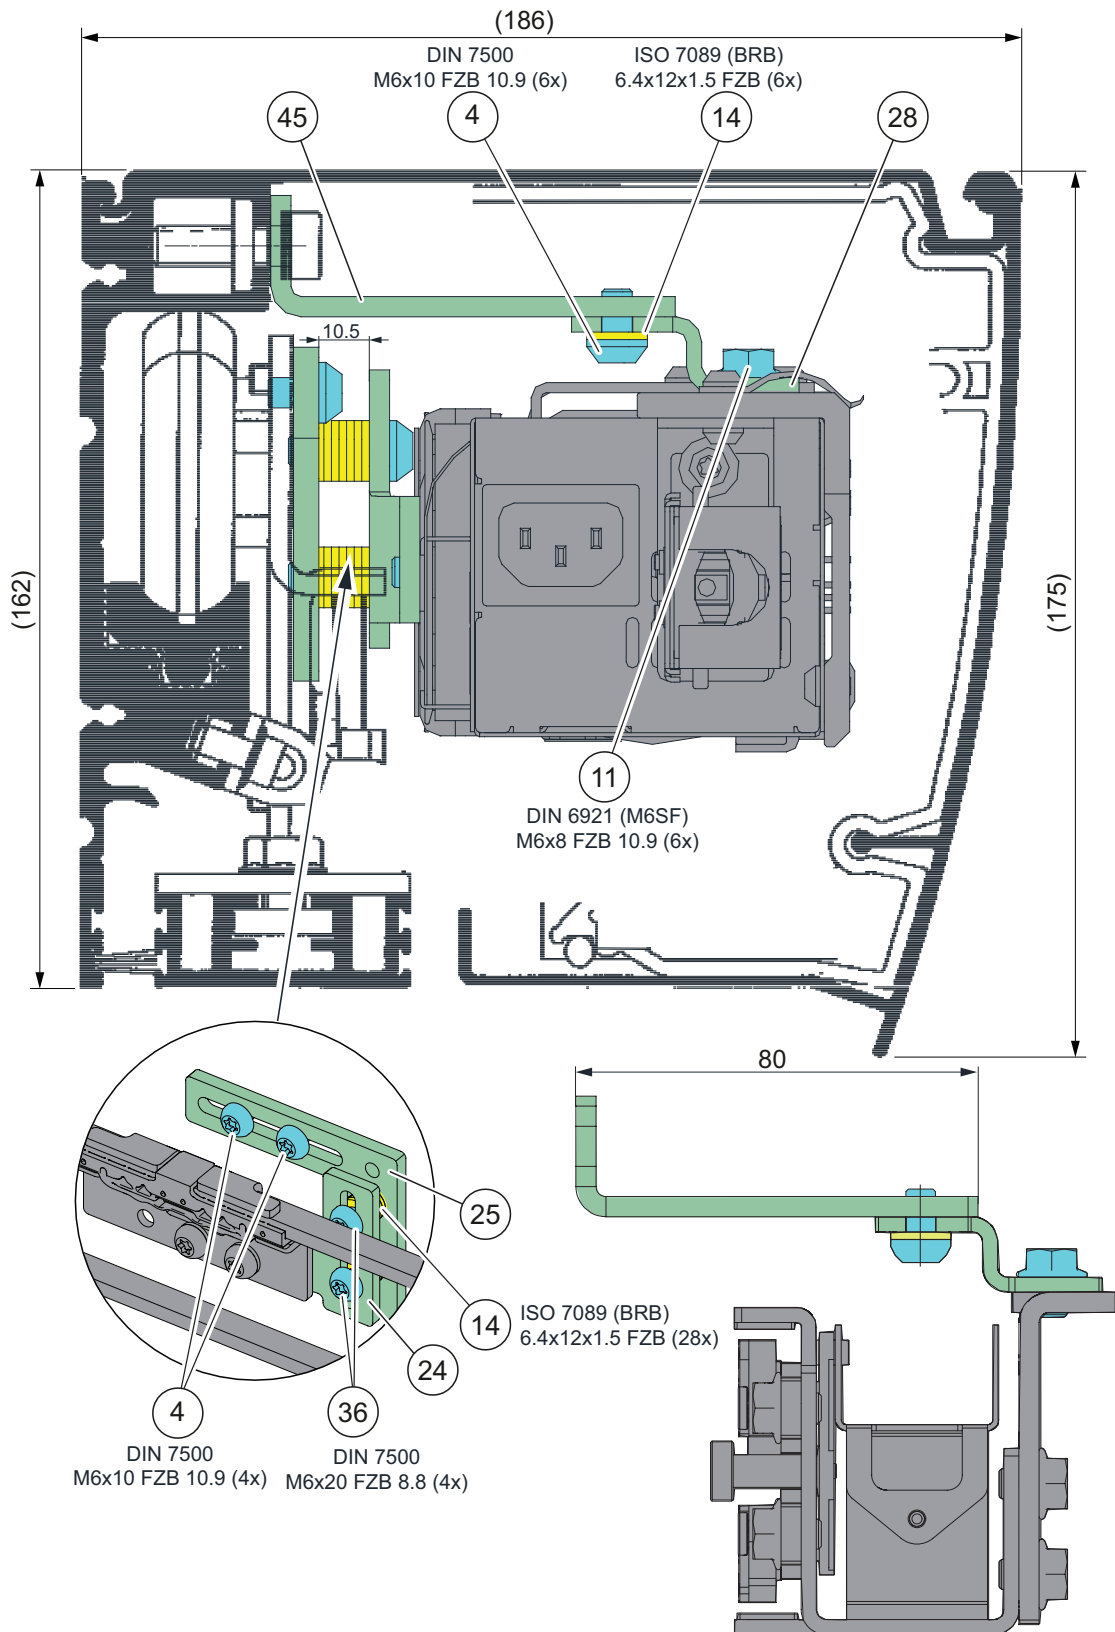 (186)
DIN 7500
M6x10 FZB 10.9 (6x)
ISO 7089 (BRB)
6.4x12x1.5 FZB (6x)
45
4
14
28
10.5
(162)
(175)
11
DIN 6921 (M6SF)
M6x8 FZB 10.9 (6x)
80
25
14
ISO 7089 (BRB)
6.4x12x1.5 FZB (28x)
24
4
36
DIN 7500
M6x10 FZB 10.9 (4x)
DIN 7500
M6x20 FZB 8.8 (4x)